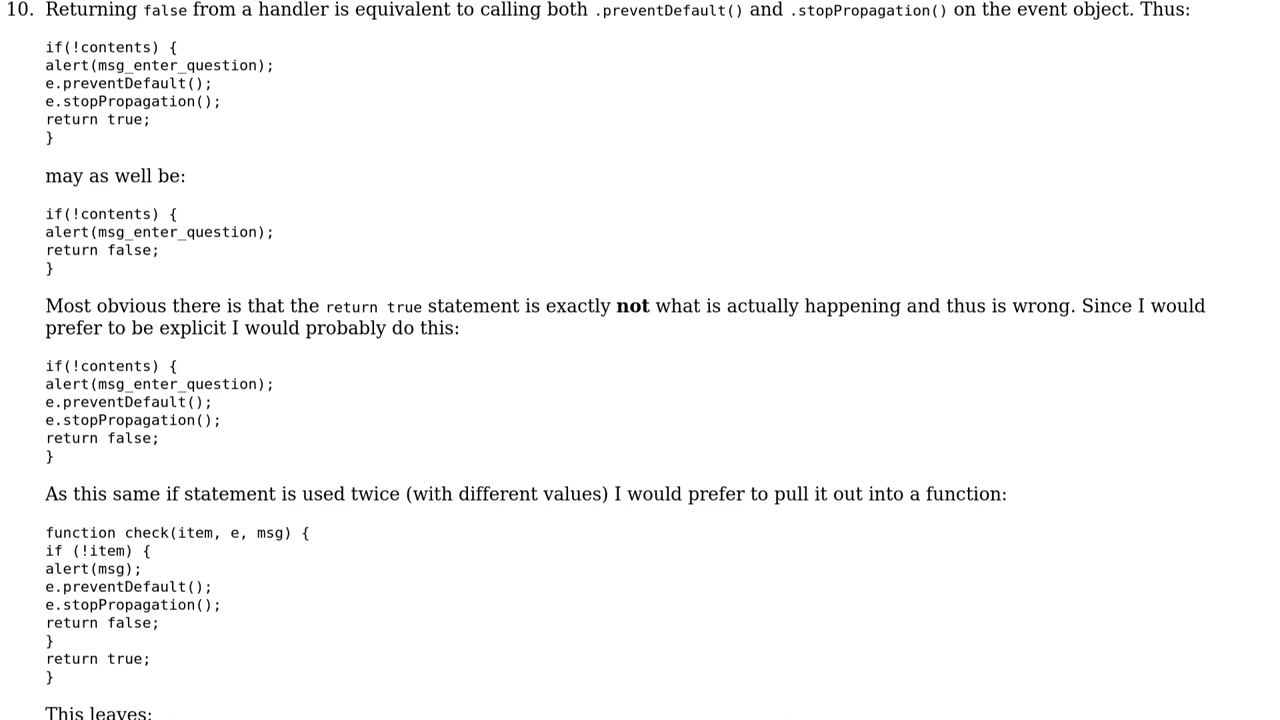 10. Returning false from a handler is equivalent to calling both .preventDefault() and .stopPropagation() on the event object. Thus:
if(!contents) {
alert(msg_enter_question);
e.preventDefault();
e.stopPropagation();
return true;
}
may as well be:
if(!contents) {
alert(msg_enter_question);
return false;
}
Most obvious there is that the return true statement is exactly not what is actually happening and thus is wrong. Since I would
prefer to be explicit I would probably do this:
if(!contents) {
alert(msg_enter_question);
e.preventDefault();
e.stopPropagation();
return false;
}
As this same if statement is used twice (with different values) I would prefer to pull it out into a function:
function check(item, e, msg) {
if (!item) {
alert(msg);
e.preventDefault();
e.stopPropagation();
return false;
}
return true;
}
This leaves: